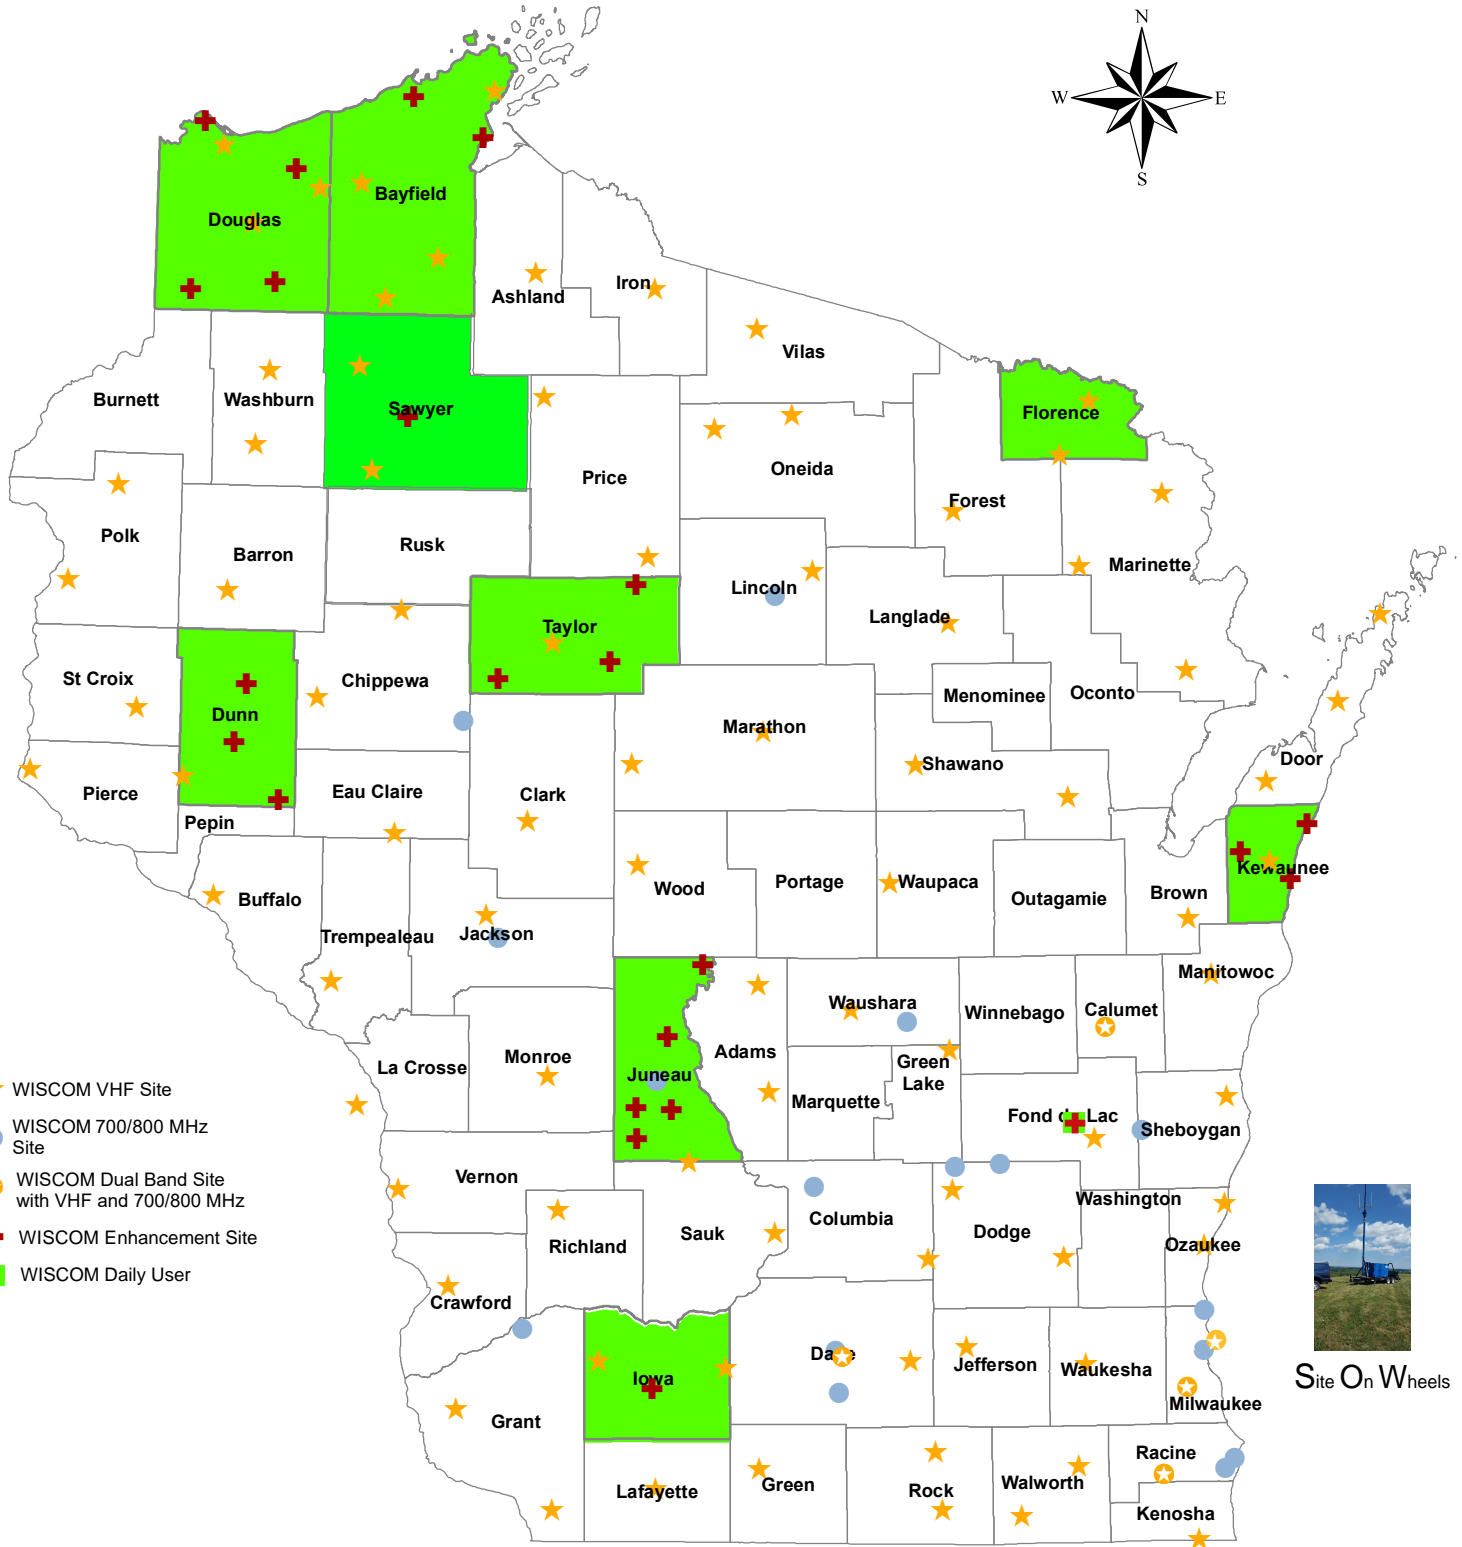 N
W
E
S
Bayfield
Douglas
Ashland
Iron
Vilas
Burnett
Washburn
Sawyer
Florence
Price
Oneida
Forest
Polk
Barron
Rusk
Marinette
Lincoln
Langlade
Taylor
St Croix
Chippewa
Menominee
Oconto
Dunn
Marathon
Shawano
Door
Pierce
Eau Claire
Clark
Pepin
Kewaunee
Buffalo
Wood
Portage
Waupaca
Outagamie
Brown
Trempealeau
Jackson
Manitowoc
Waushara
Winnebago
Calumet
La Crosse
Monroe
Juneau
Adams
Green
Lake
Marquette
Fond du Lac
Sheboygan
WISCOM VHF Site
WISCOM 700/800 MHz
Site
WISCOM Dual Band Site
with VHF and 700/800 MHz
WISCOM Enhancement Site
WISCOM Daily User
Vernon
Washington
Richland
Sauk
Columbia
Dodge
Ozaukee
Crawford
Dane
Jefferson
Waukesha
Iowa
Milwaukee
Site On Wheels
Grant
Lafayette
Green
Rock
Walworth
Racine
Kenosha